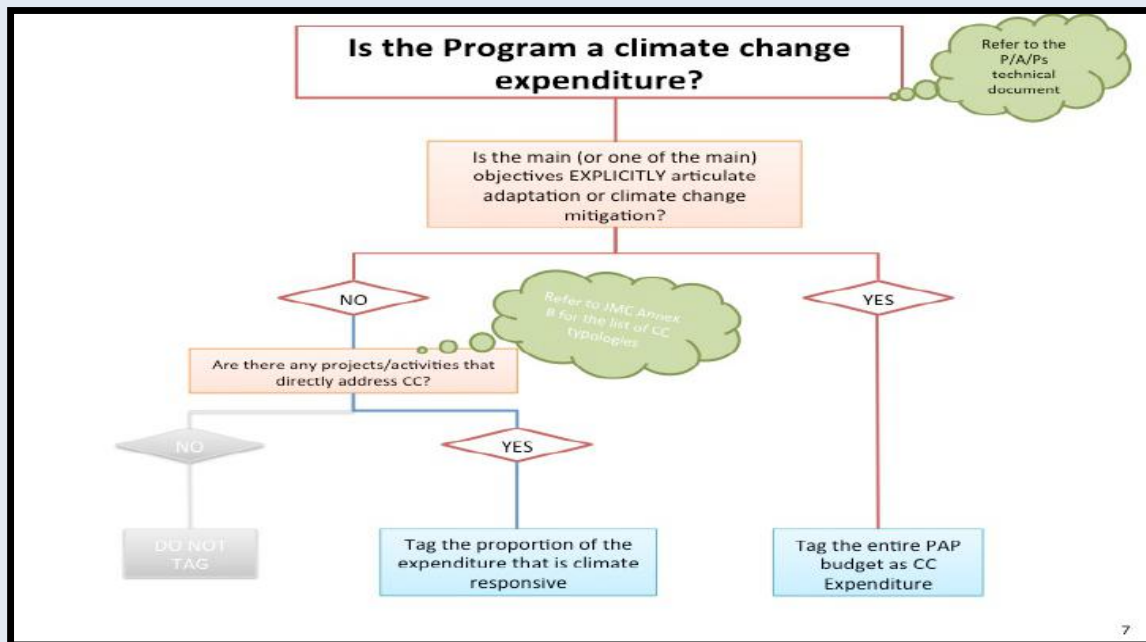 Is the Program a climate change
expenditure?
Refer to the
P/A/Ps
technical
document
Is the main (or one of the main)
objectives EXPLICITLY articulate
adaptation or climate change
mitigation?
NO
YES
Refer to JMC Annex
B for the list of CC
typologies
Are there any projects/activities that
directly address CC?
NO
YES
DO NOT
TAG
Tag the proportion of the
expenditure that is climate
responsive
Tag the entire PAP
budget as CC
Expenditure
7